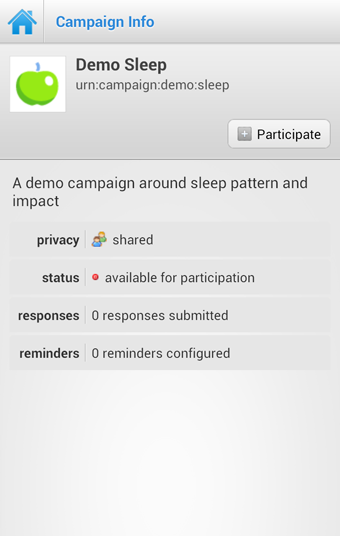 Campaign Info
Demo Sleep
urn:campaign:demo:sleep
Participate
A demo campaign around sleep pattern and
impact
privacy shared
status available for participation
responses 0 responses submitted
reminders 0 reminders configured